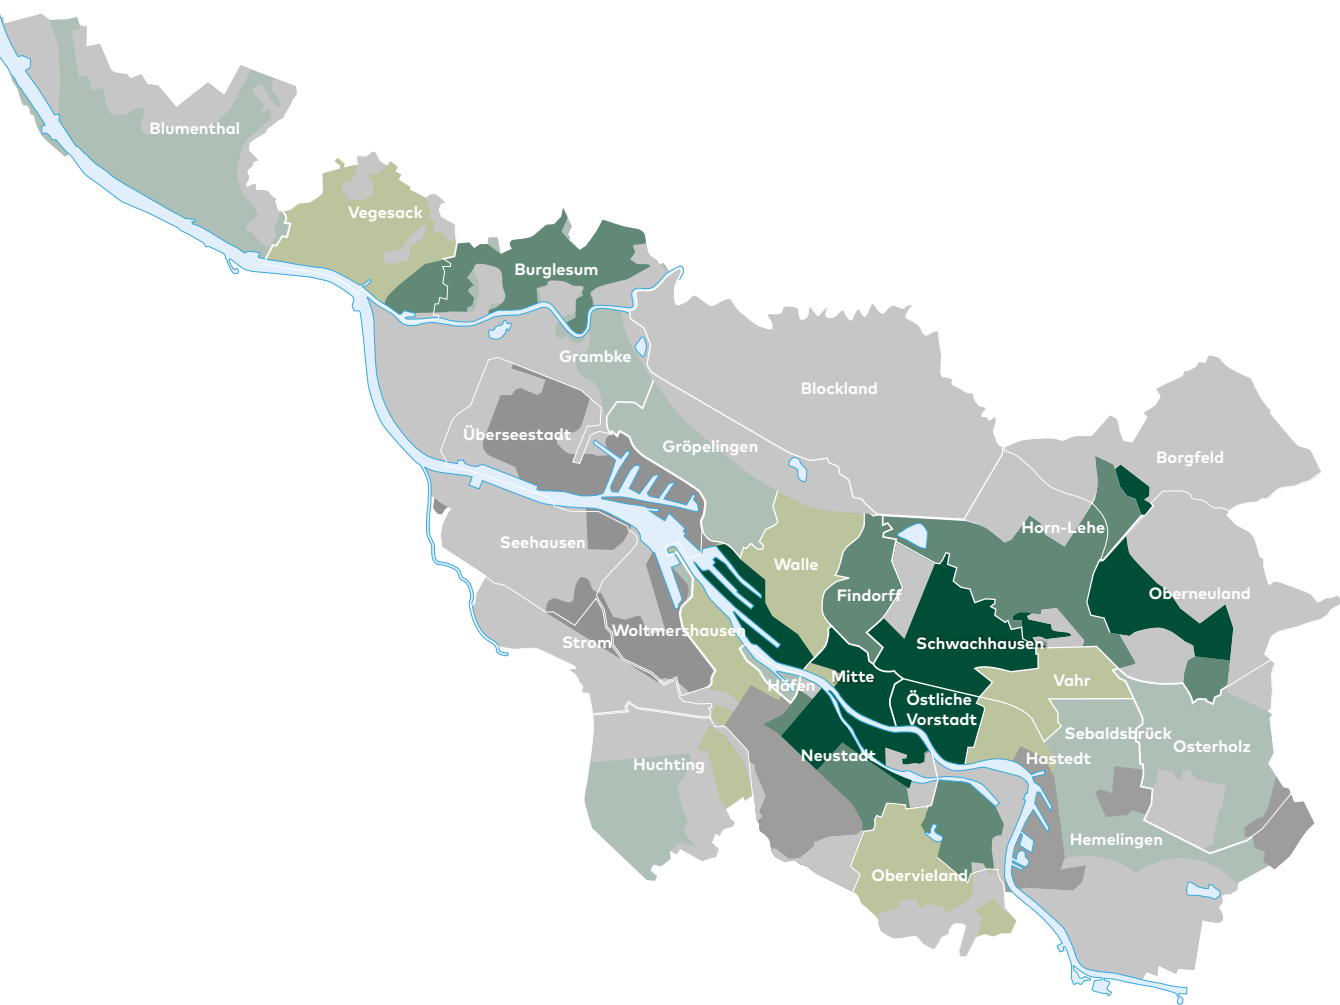 Blumenthal
Vegesack
Burglesum
Grambke
Blockland
Überseestadt
Gröpelingen
Borgfeld
Horn-Lehe
Seehausen
Walle
Findorff
Oberneuland
Strom
Woltmershausen
Schwachhausen
Häfen
Mitte
Vahr
Östliche
Vorstadt
Sebaldsbrück
Osterholz
Huchting
Neustadt
Hastedt
Hemelingen
Obervieland